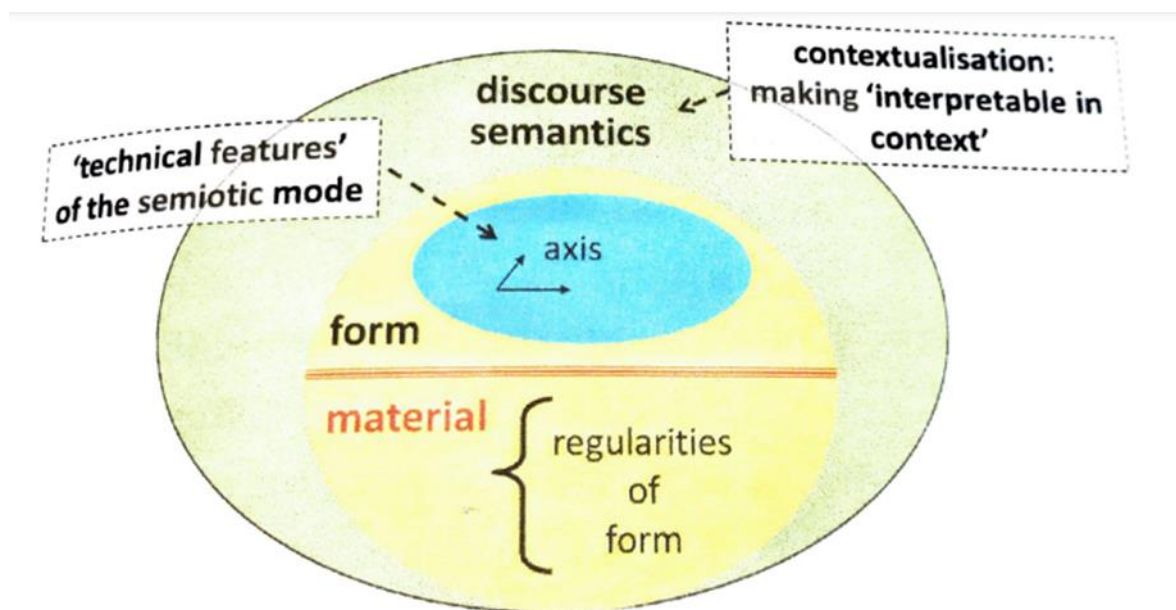 contextualisation:
making ‘interpretable in
context’
discourse
semantics
‘technical features’
of the semiotic mode
axis
form
material
regularities
of
form